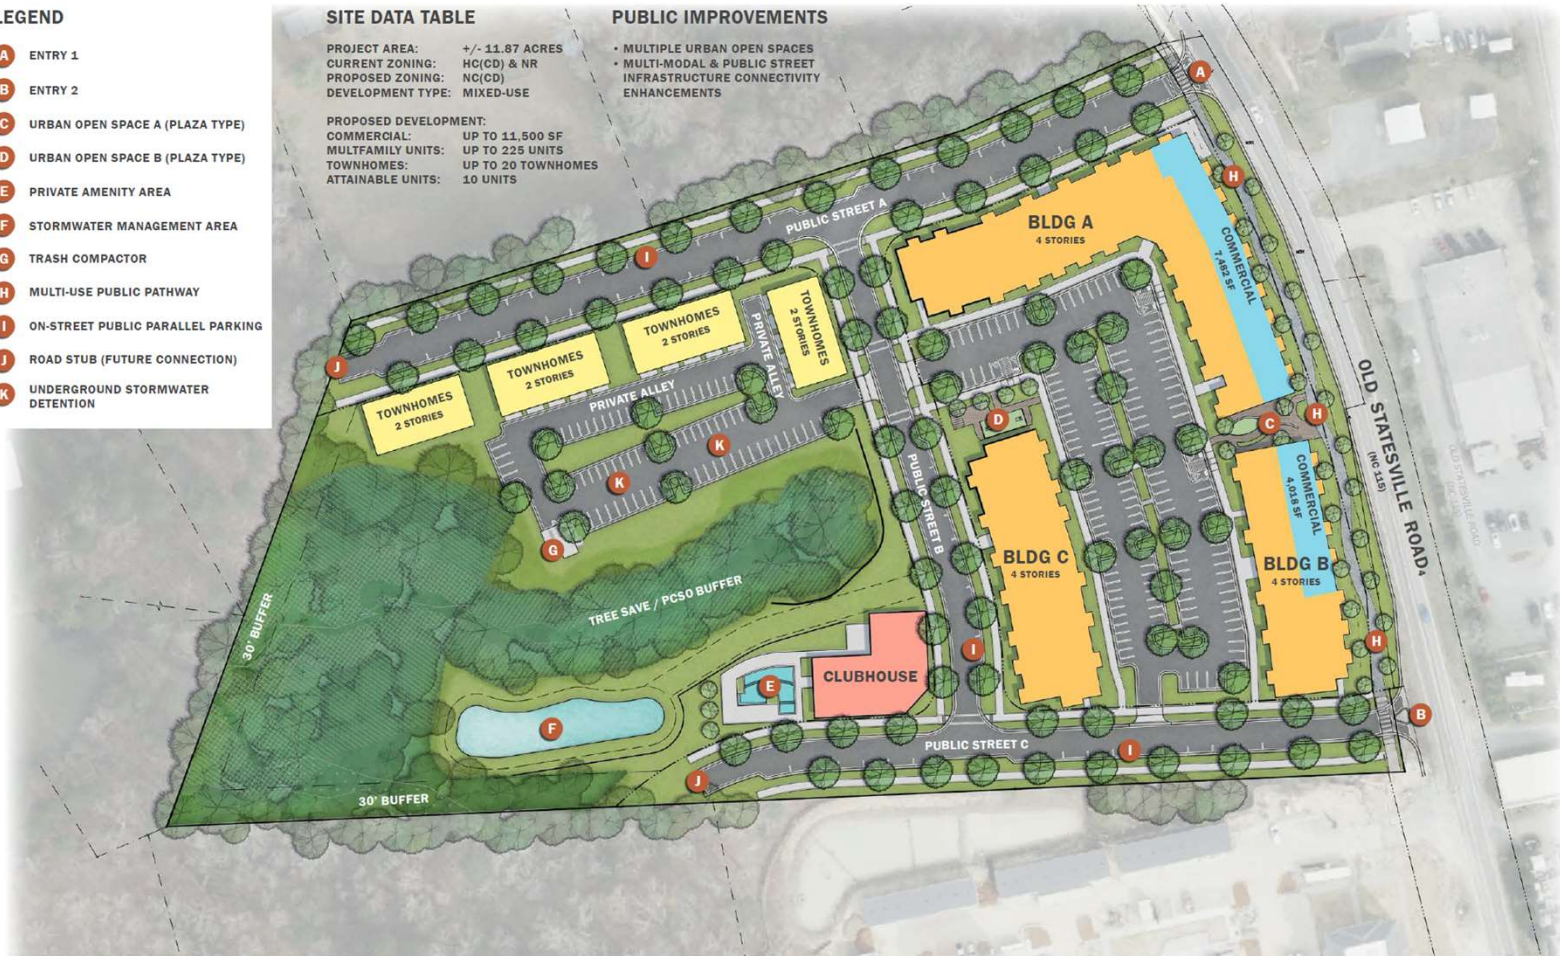 LEGEND
A ENTRY 1
B ENTRY 2
C URBAN OPEN SPACE A (PLAZA TYPE)
D URBAN OPEN SPACE B (PLAZA TYPE)
E PRIVATE AMENITY AREA
F STORMWATER MANAGEMENT AREA
G TRASH COMPACTOR
H MULTI-USE PUBLIC PATHWAY
I ON-STREET PUBLIC PARALLEL PARKING
J ROAD STUB (FUTURE CONNECTION)
K UNDERGROUND STORMWATER
DETENTION
SITE DATA TABLE
PROJECT AREA: +/- 11.87 ACRES
CURRENT ZONING: HC(CD) & NR
PROPOSED ZONING: NC(CD)
DEVELOPMENT TYPE: MIXED-USE
PROPOSED DEVELOPMENT:
COMMERCIAL: UP TO 11,500 SF
MULTFAMILY UNITS: UP TO 225 UNITS
TOWNHOMES: UP TO 20 TOWNHOMES
ATTAINABLE UNITS: 10 UNITS
PUBLIC IMPROVEMENTS
• MULTIPLE URBAN OPEN SPACES
• MULTI-MODAL & PUBLIC STREET
INFRASTRUCTURE CONNECTIVITY
ENHANCEMENTS
A
H
PUBLIC STREET A
I
BLDG A
4 STORIES
COMMERCIAL
7,482 SF
TOWNHOMES
2 STORIES
PRIVATE ALLEY
TOWNHOMES
2 STORIES
J
TOWNHOMES
2 STORIES
TOWNHOMES
2 STORIES
PRIVATE ALLEY
D
C
H
OLD STATESVILLE ROAD
(NC 115)
OLD STATESVILLE ROAD
K
K
G
PUBLIC STREET B
COMMERCIAL
4,018 SF
BLDG C
4 STORIES
BLDG B
4 STORIES
TREE SAVE / PCSO BUFFER
30' BUFFER
I
H
CLUBHOUSE
E
F
B
PUBLIC STREET C
I
J
30' BUFFER